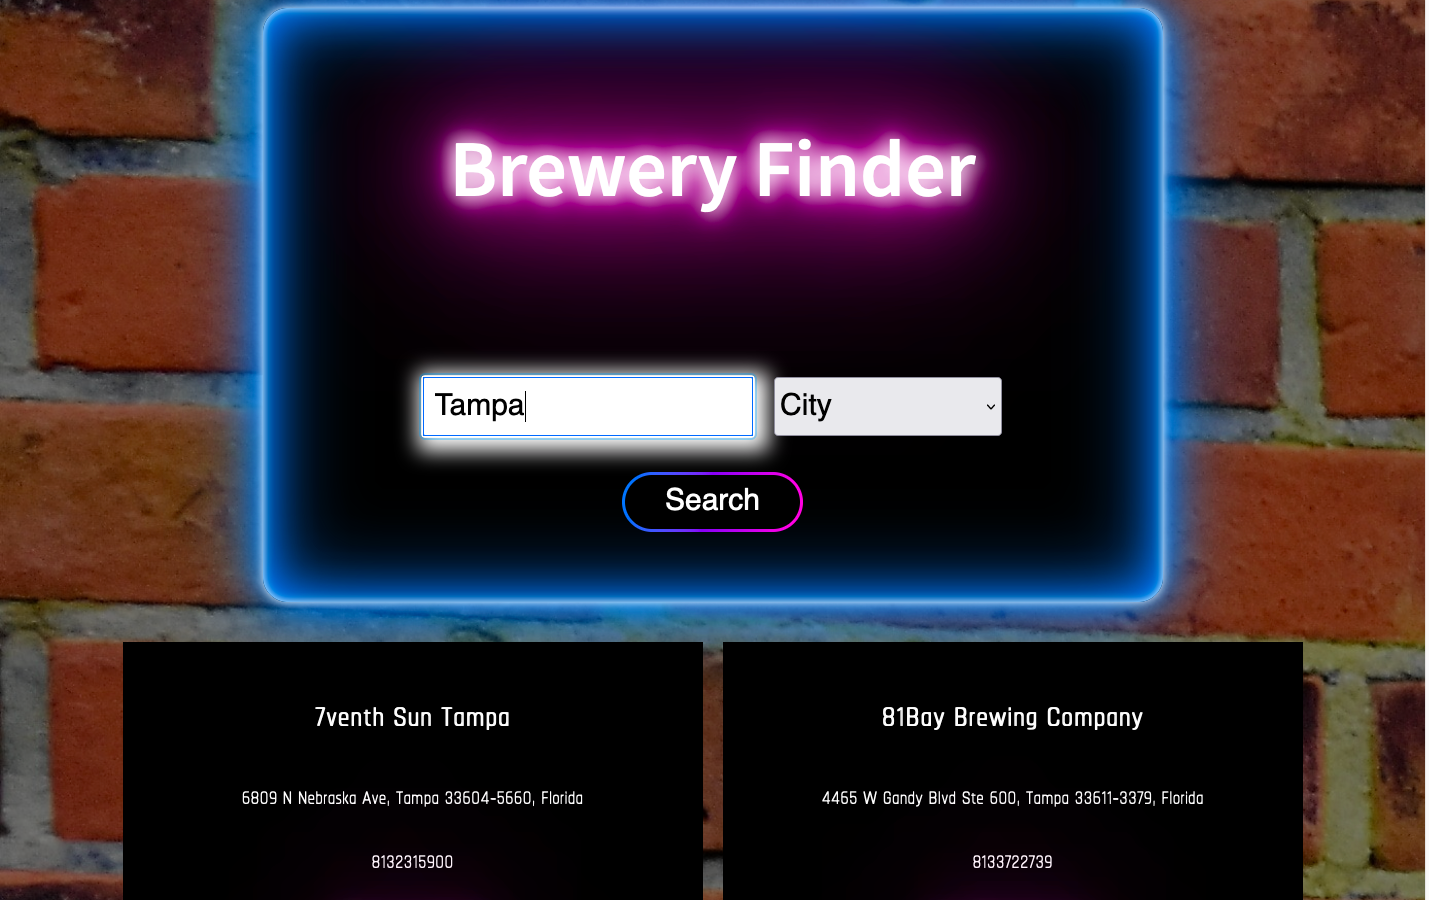 Brewery Finder
Tampa
City
Search
7venth Sun Tampa
6809 N Nebraska Ave, Tampa 33604-5660, Florida
8132315900
81Bay Brewing Company
4465 W Gandy Blvd Ste 600, Tampa 33611-3379, Florida
8133722739